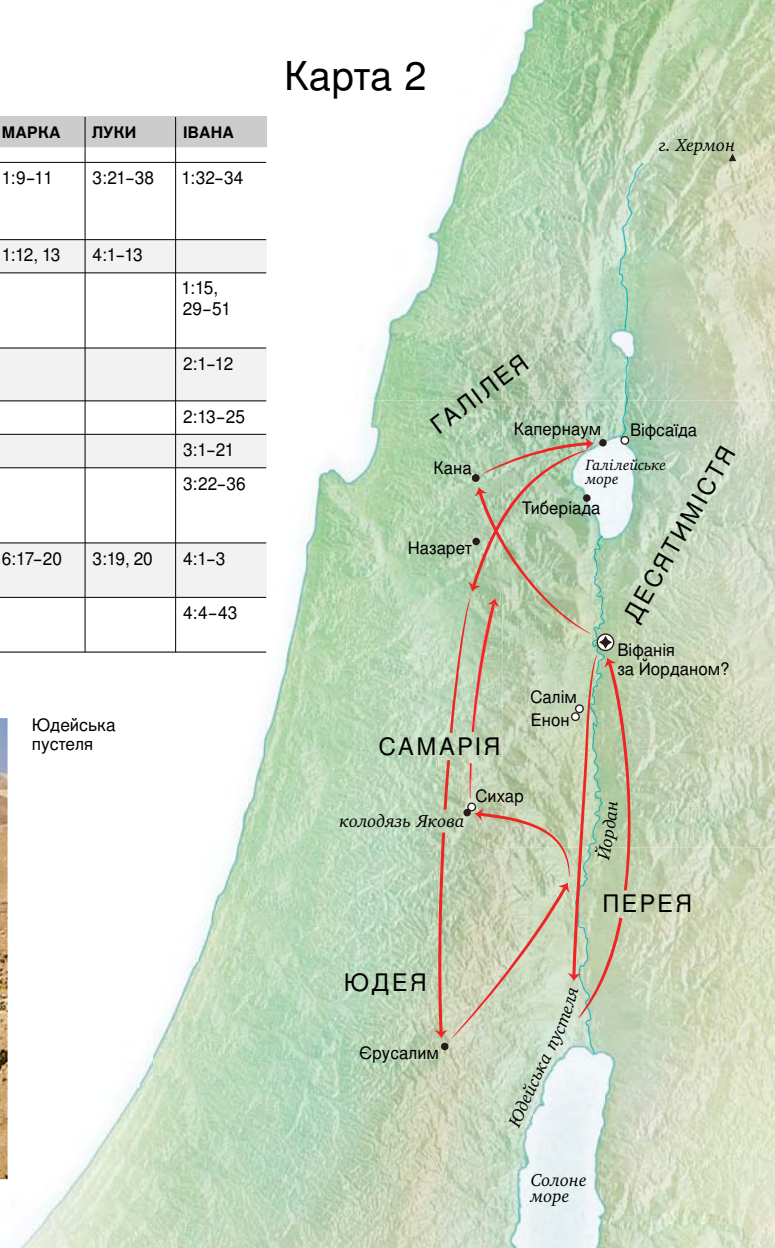 Карта 2
МАРКА ЛУКИ ІВАНА
1:9–11 3:21–38 1:32–34
1:12, 13 4:1–13
1:15,
29–51
2:1–12
2:13–25
3:1–21
3:22–36
6:17–20 3:19, 20 4:1–3
4:4–43
Юдейська
пустеля
г. Хермон
ГАЛІЛЕЯ
Капернаум
Віфсаїда
Кана
Галілейське
море
Тиберіада
Назарет
ДЕСЯТИМІСТЯ
Віфанія
за Йорданом?
Салім
Енон
САМАРІЯ
Сихар
колодязь Якова
Йордан
ПЕРЕЯ
ЮДЕЯ
Єрусалим
Юдейська пустеля
Солоне
море